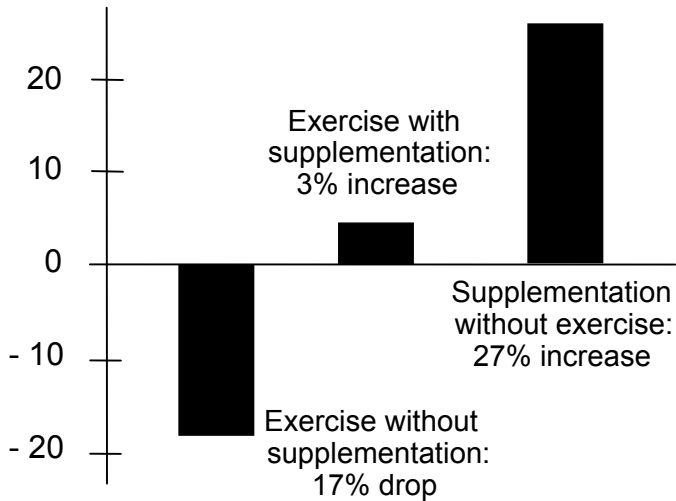 20
10
0
- 10
- 20
Exercise with
supplementation:
3% increase
Supplementation
without exercise:
27% increase
Exercise without
supplementation:
17% drop